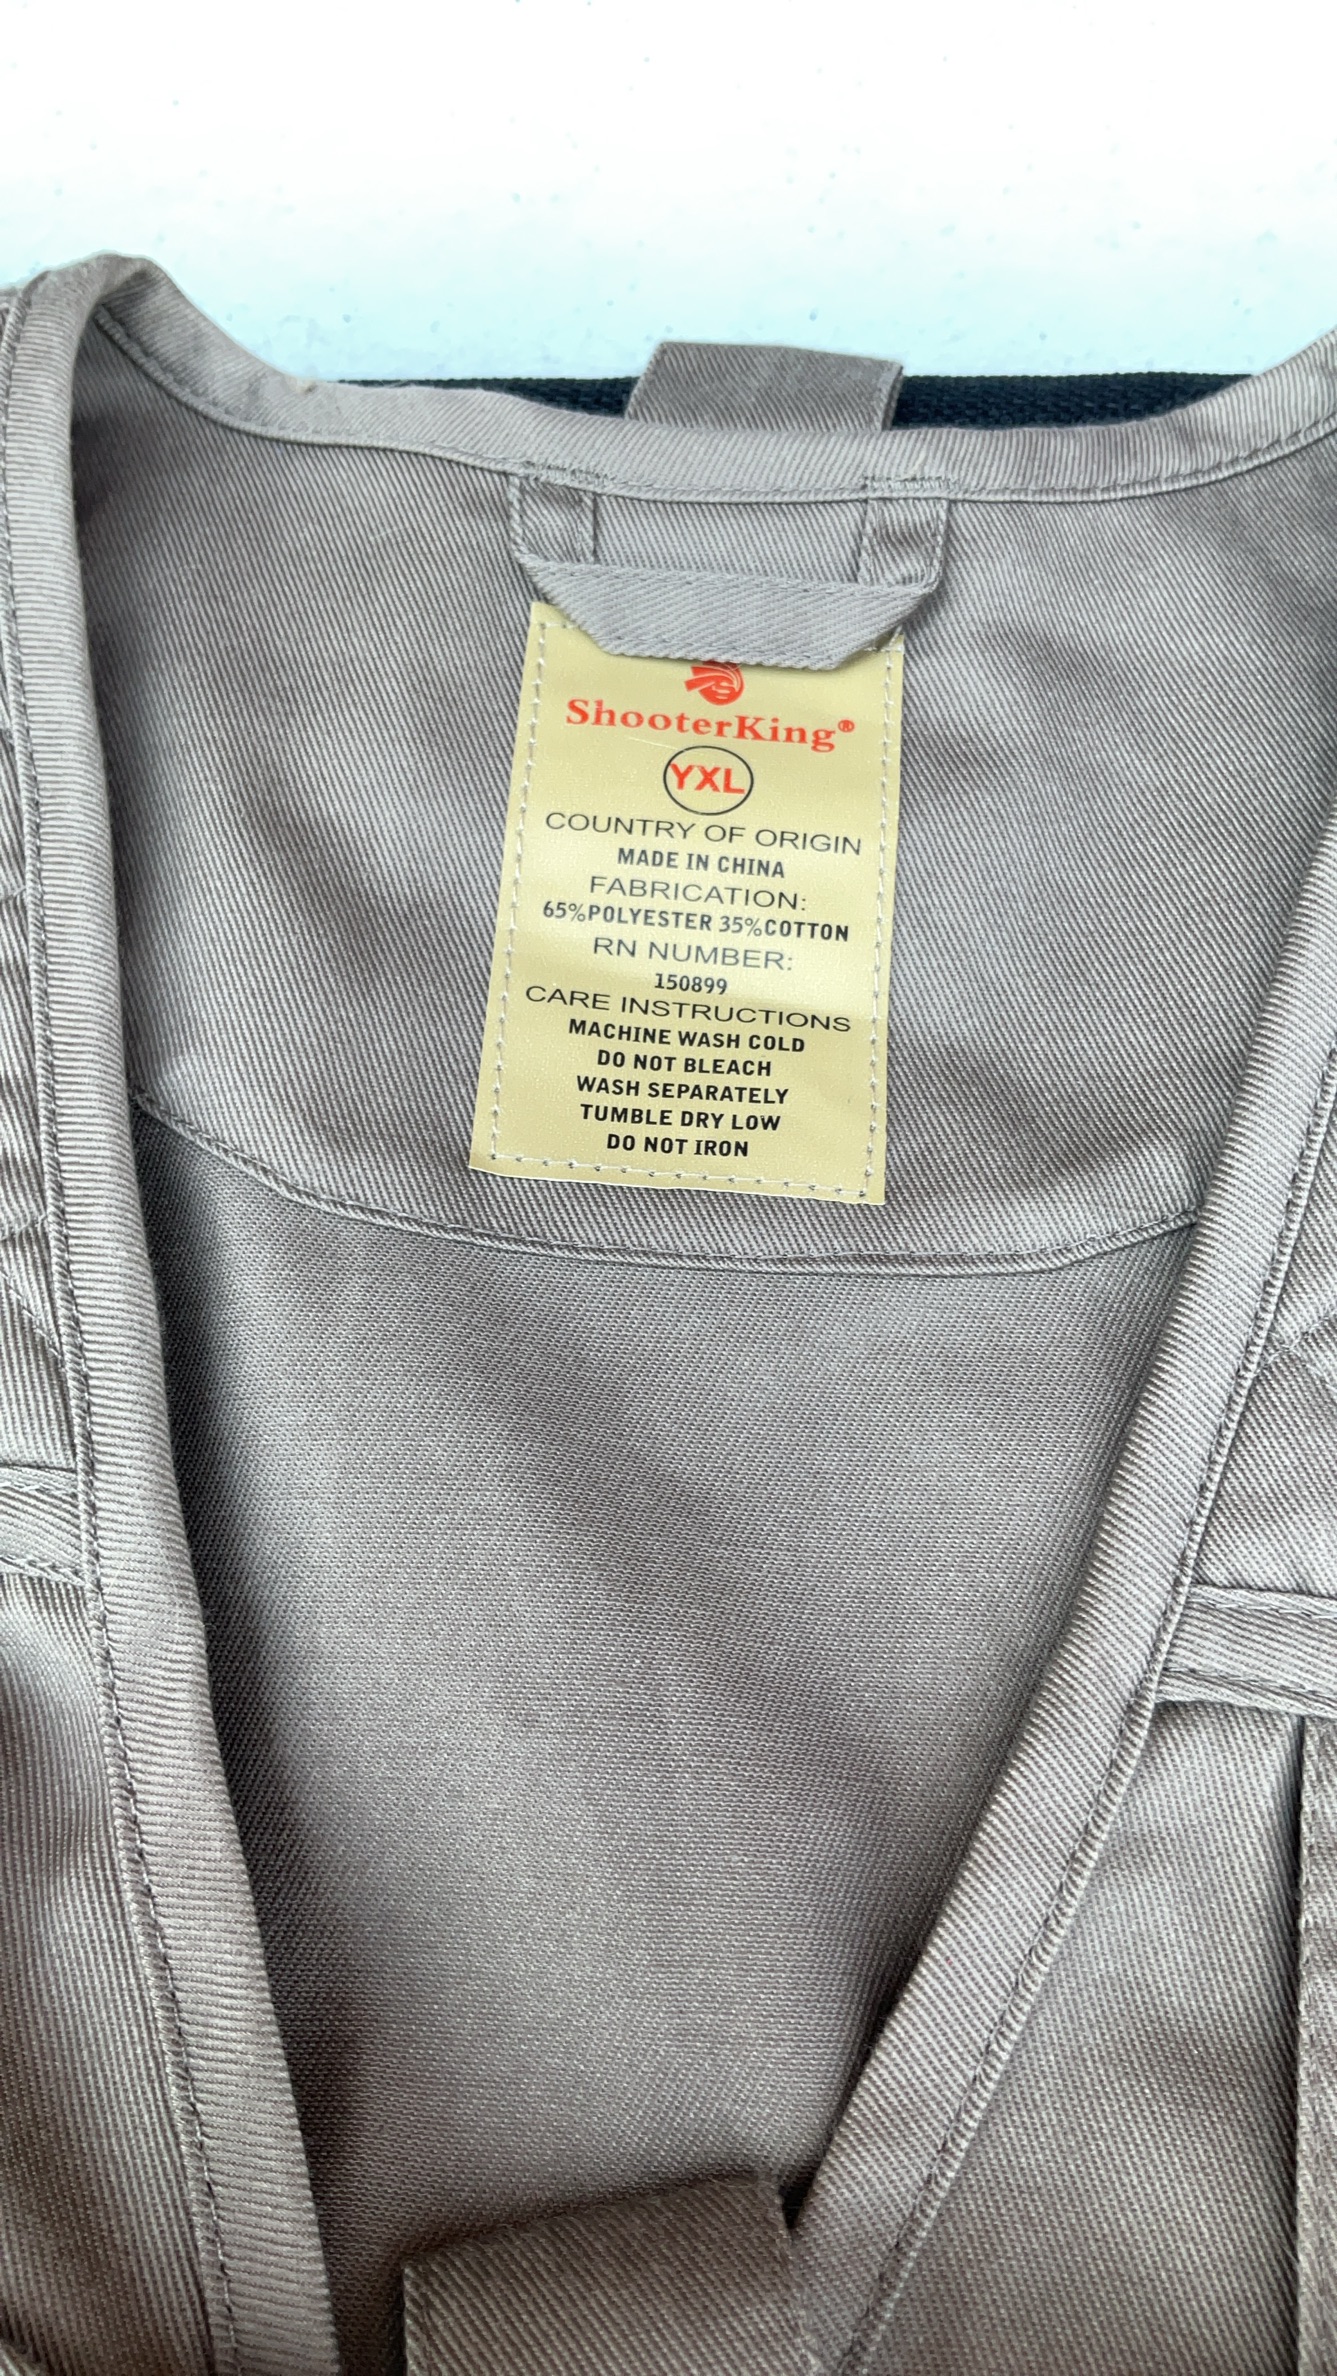 ShooterKing®
YXL
COUNTRY OF ORIGIN
MADE IN CHINA
FABRICATION:
65%POLYESTER 35%COTTON
RN NUMBER:
150899
CARE INSTRUCTIONS
MACHINE WASH COLD
DO NOT BLEACH
WASH SEPARATELY
TUMBLE DRY LOW
DO NOT IRON